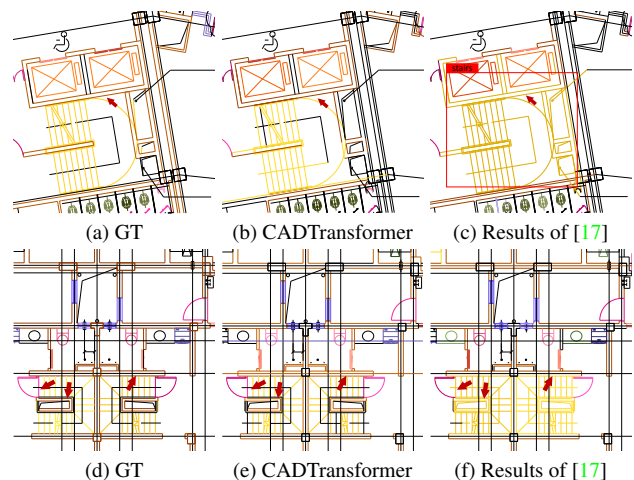 stairs
(a) GT
(b) CADTransformer
(c) Results of [17]
(d) GT
(e) CADTransformer
(f) Results of [17]